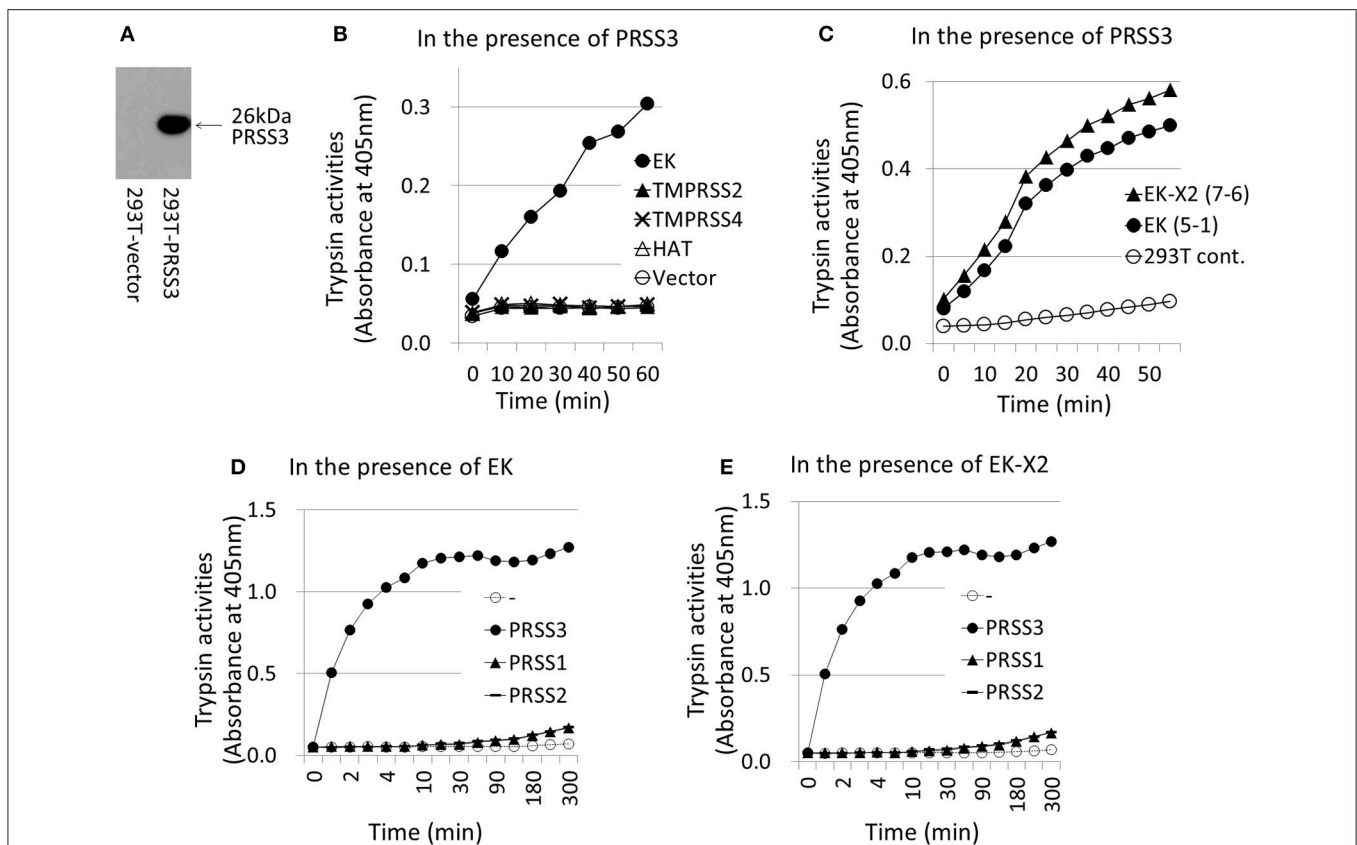 A
26kDa
PRSS3
293T-vector
293T-PRSS3
B
In the presence of PRSS3
Trypsin activities
(Absorbance at 405nm)
0.3
0.2
0.1
0.0
EK
TMPRSS2
TMPRSS4
HAT
Vector
0 10 20 30 40 50 60
Time (min)
C
In the presence of PRSS3
Trypsin activities
(Absorbance at 405nm)
0.6
0.4
0.2
0.0
EK-X2 (7-6)
EK (5-1)
293T cont.
0 10 20 30 40 50
Time (min)
D
In the presence of EK
Trypsin activities
(Absorbance at 405nm)
1.5
1.0
0.5
0.0
-
PRSS3
PRSS1
PRSS2
0 2 4 10 30 90 180 300
Time (min)
E
In the presence of EK-X2
Trypsin activities
(Absorbance at 405nm)
1.5
1.0
0.5
0.0
-
PRSS3
PRSS1
PRSS2
0 2 4 10 30 90 180 300
Time (min)